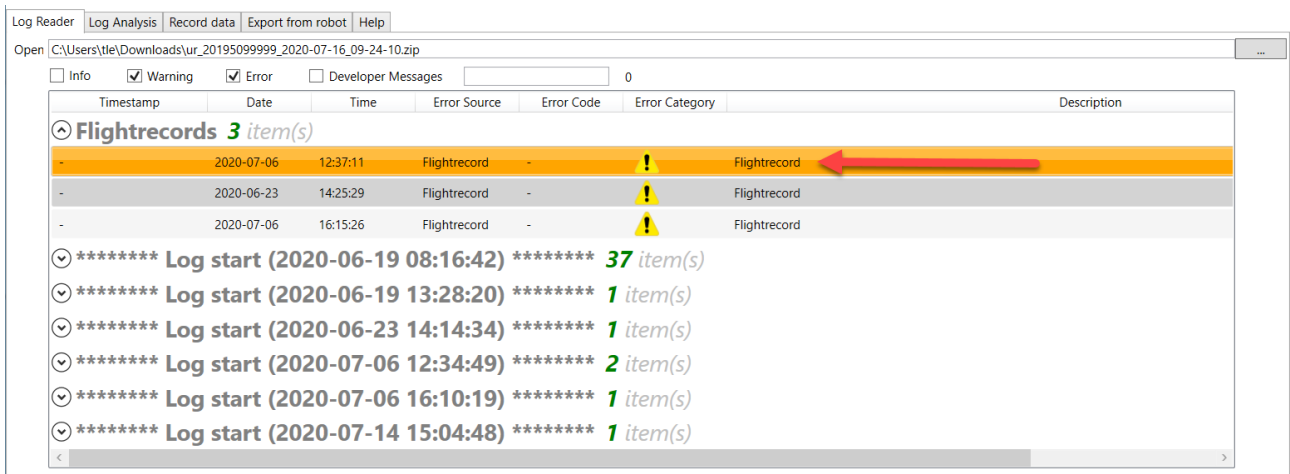 Log Reader Log Analysis Record data Export from robot Help
Open C:\Users\tle\Downloads\ur_20195099999_2020-07-16_09-24-10.zip ...
Info Warning Error Developer Messages 0
Timestamp Date Time Error Source Error Code Error Category Description
Flightrecords 3 item(s)
- 2020-07-06 12:37:11 Flightrecord - Flightrecord
- 2020-06-23 14:25:29 Flightrecord - Flightrecord
- 2020-07-06 16:15:26 Flightrecord - Flightrecord
******** Log start (2020-06-19 08:16:42) ******** 37 item(s)
******** Log start (2020-06-19 13:28:20) ******** 1 item(s)
******** Log start (2020-06-23 14:14:34) ******** 1 item(s)
******** Log start (2020-07-06 12:34:49) ******** 2 item(s)
******** Log start (2020-07-06 16:10:19) ******** 1 item(s)
******** Log start (2020-07-14 15:04:48) ******** 1 item(s)